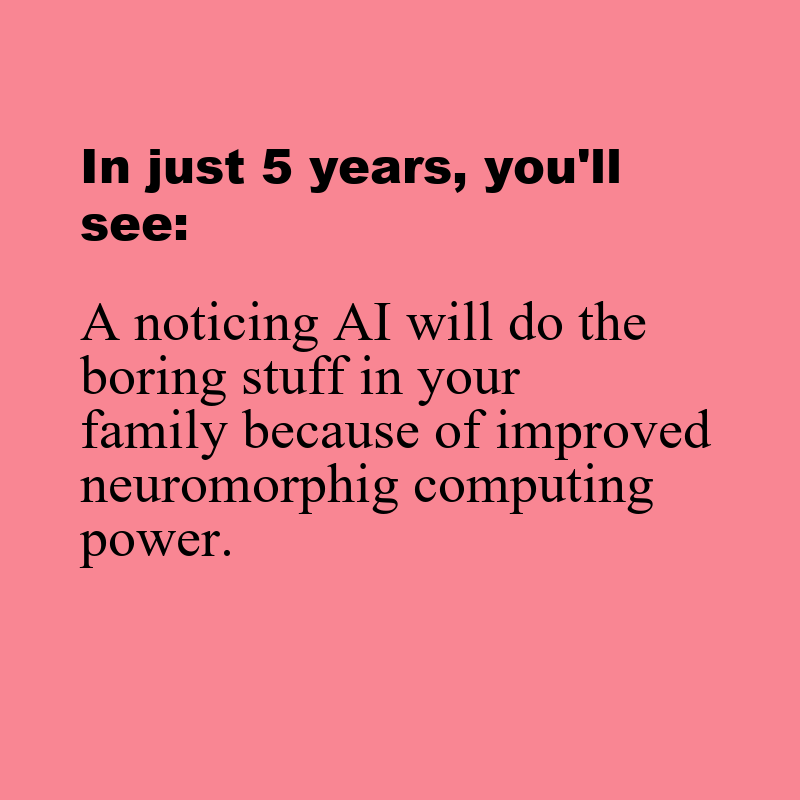 In just 5 years, you'll
see:
A noticing AI will do the
boring stuff in your
family because of improved
neuromorphig computing
power.